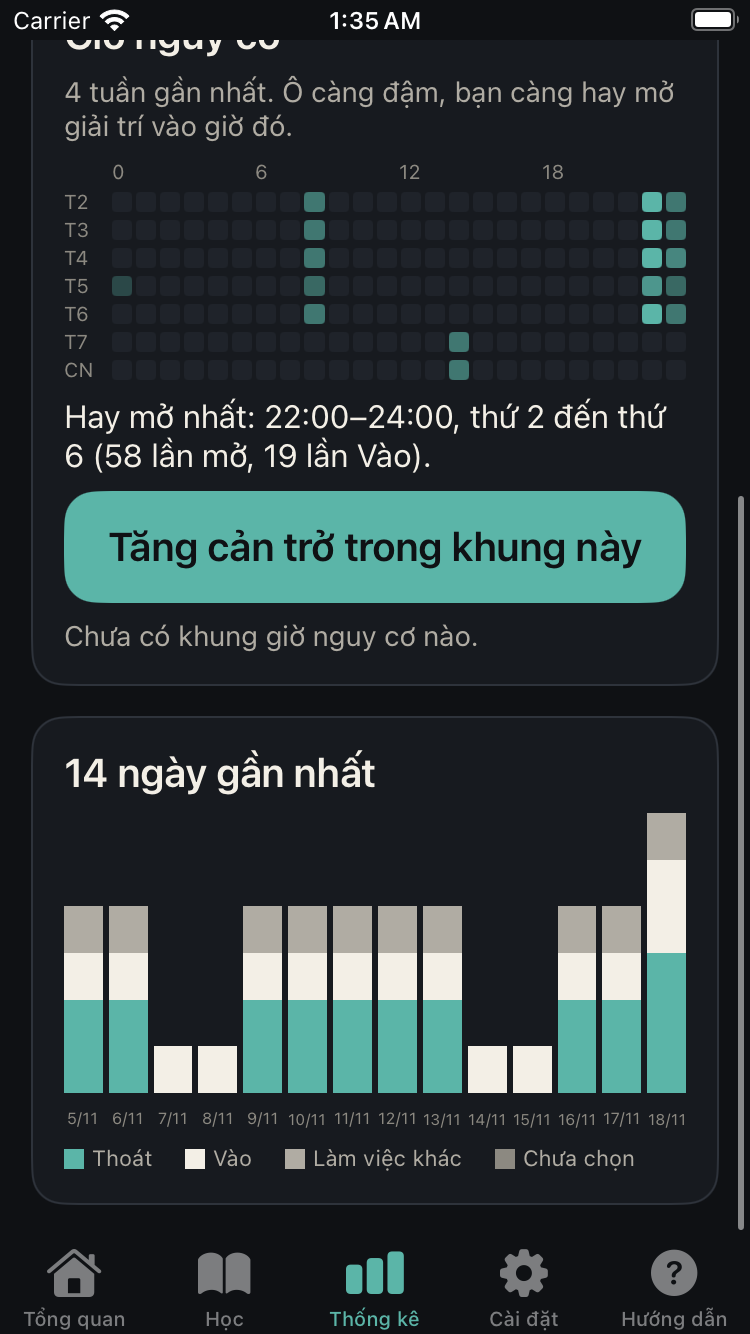 Carrier
1:35 AM
Giờ nguy cơ
4 tuần gần nhất. Ô càng đậm, bạn càng hay mở
giải trí vào giờ đó.
0 6 12 18
T2
T3
T4
T5
T6
T7
CN
Hay mở nhất: 22:00–24:00, thứ 2 đến thứ
6 (58 lần mở, 19 lần Vào).
Tăng cản trở trong khung này
Chưa có khung giờ nguy cơ nào.
14 ngày gần nhất
5/11 6/11 7/11 8/11 9/11 10/11 11/11 12/11 13/11 14/11 15/11 16/11 17/11 18/11
Thoát Vào Làm việc khác Chưa chọn
Tổng quan Học Thống kê Cài đặt Hướng dẫn